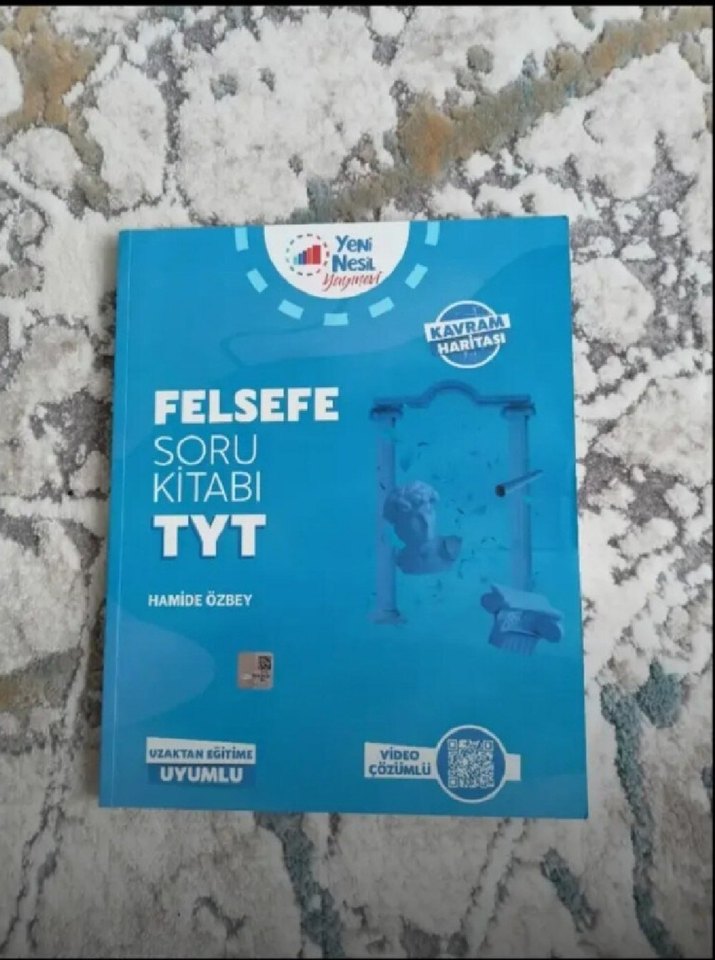 Yeni
Nesil
Yayınevi
KAVRAM
HARİTASI
FELSEFE
SORU
KİTABI
TYT
HAMİDE ÖZBEY
UZAKTAN EĞİTİME
UYUMLU
VİDEO
ÇÖZÜMLÜ